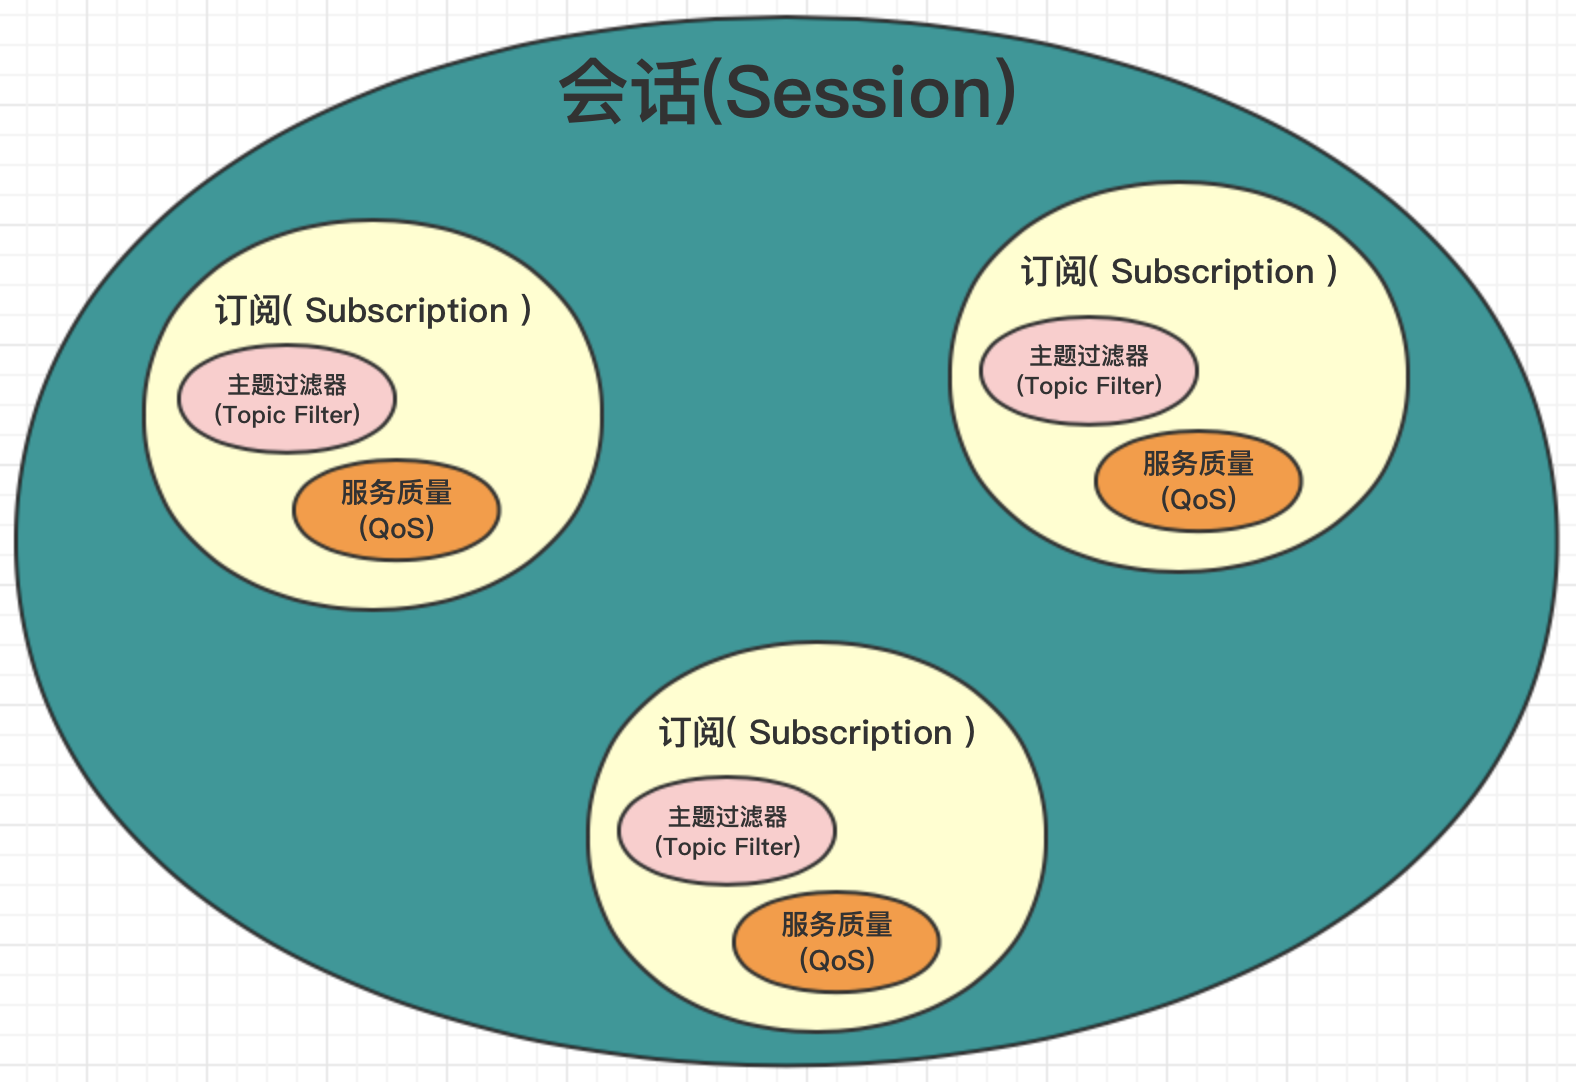 会话(Session)
订阅( Subscription )
主题过滤器
(Topic Filter)
服务质量
(QoS)
订阅( Subscription )
主题过滤器
(Topic Filter)
服务质量
(QoS)
订阅( Subscription )
主题过滤器
(Topic Filter)
服务质量
(QoS)